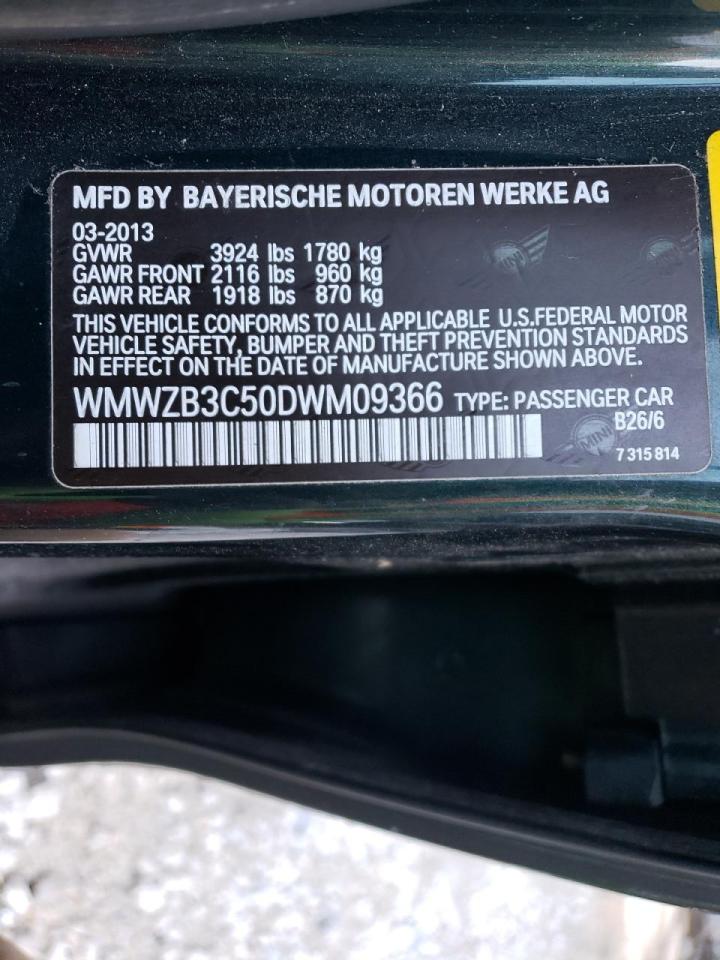 MFD BY BAYERISCHE MOTOREN WERKE AG
03-2013
GVWR 3924 lbs 1780 kg
GAWR FRONT 2116 lbs 960 kg
GAWR REAR 1918 lbs 870 kg
THIS VEHICLE CONFORMS TO ALL APPLICABLE U.S.FEDERAL MOTOR
VEHICLE SAFETY, BUMPER AND THEFT PREVENTION STANDARDS
IN EFFECT ON THE DATE OF MANUFACTURE SHOWN ABOVE.
WMWZB3C50DWM09366 TYPE: PASSENGER CAR
B26/6
7 315 814
MINI
MINI